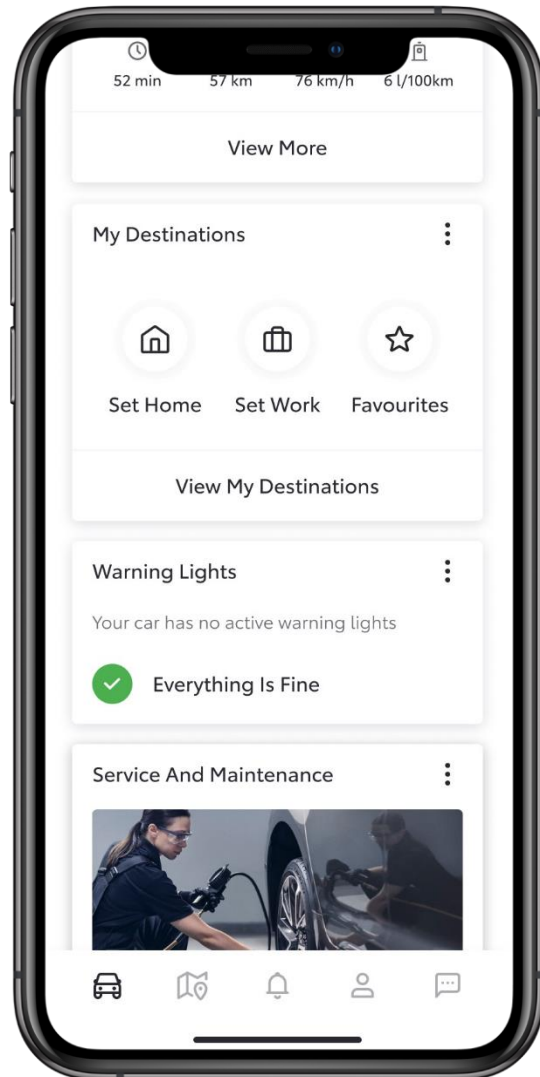 52 min 57 km 76 km/h 6 l/100km
View More
My Destinations
Set Home Set Work Favourites
View My Destinations
Warning Lights
Your car has no active warning lights
Everything Is Fine
Service And Maintenance